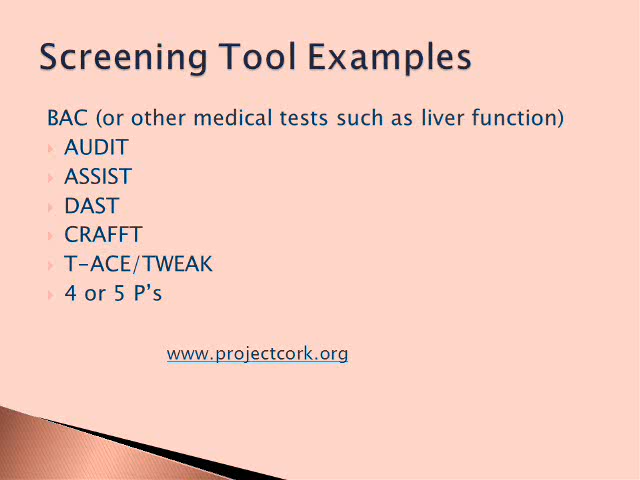 Screening Tool Examples
BAC (or other medical tests such as liver function)
AUDIT
ASSIST
DAST
CRAFFT
T-ACE/TWEAK
4 or 5 P’s
www.projectcork.org